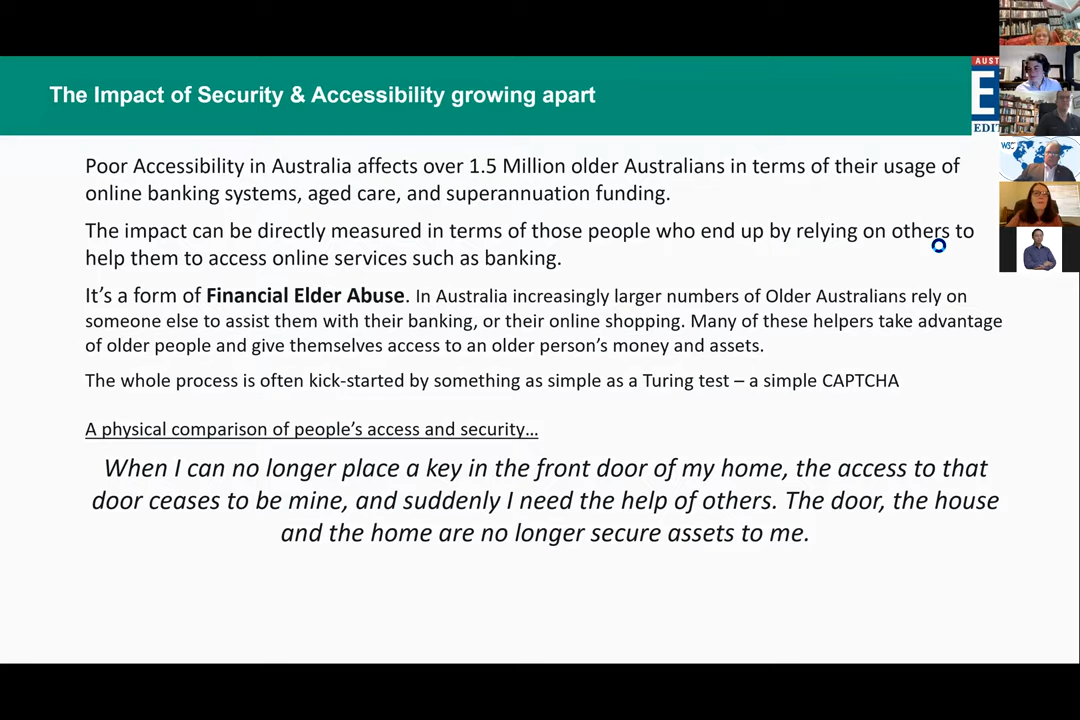 The Impact of Security & Accessibility growing apart
AUST
E
EDIT
WSC
Poor Accessibility in Australia affects over 1.5 Million older Australians in terms of their usage of
online banking systems, aged care, and superannuation funding.
The impact can be directly measured in terms of those people who end up by relying on others to
help them to access online services such as banking.
It’s a form of Financial Elder Abuse. In Australia increasingly larger numbers of Older Australians rely on
someone else to assist them with their banking, or their online shopping. Many of these helpers take advantage
of older people and give themselves access to an older person’s money and assets.
The whole process is often kick-started by something as simple as a Turing test – a simple CAPTCHA
A physical comparison of people’s access and security…
When I can no longer place a key in the front door of my home, the access to that
door ceases to be mine, and suddenly I need the help of others. The door, the house
and the home are no longer secure assets to me.